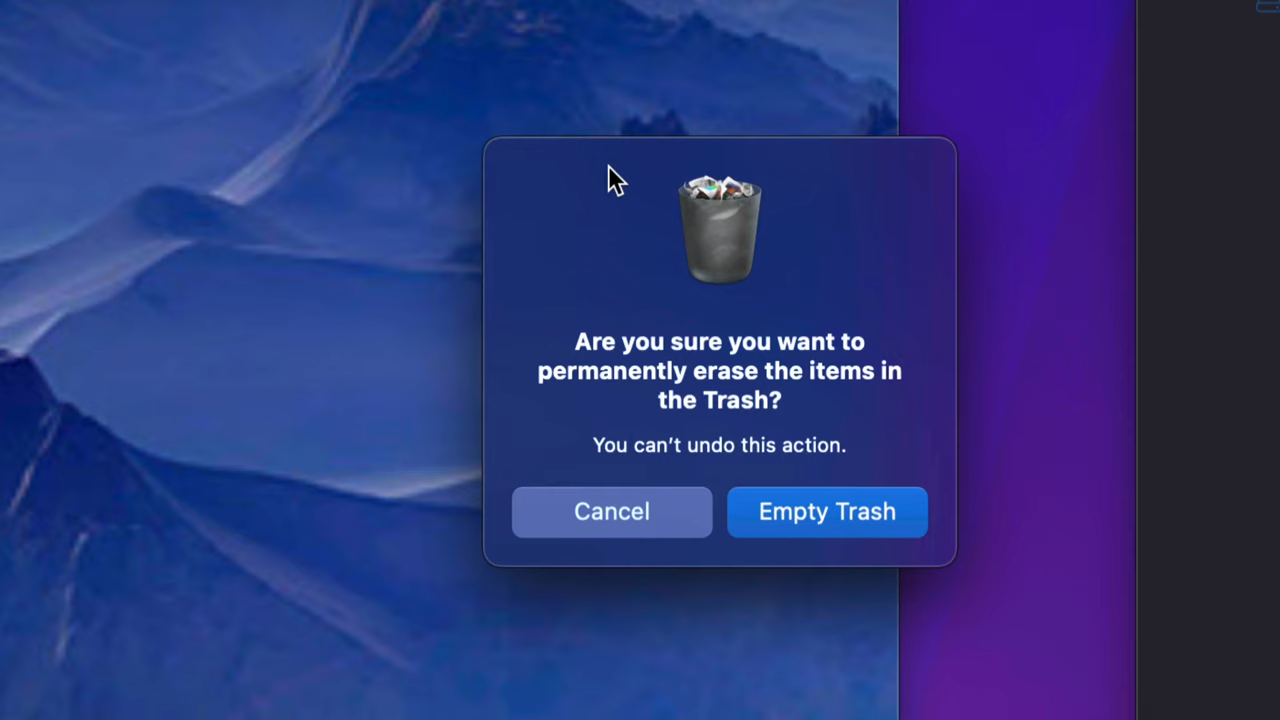 Are you sure you want to
permanently erase the items in
the Trash?
You can’t undo this action.
Cancel
Empty Trash